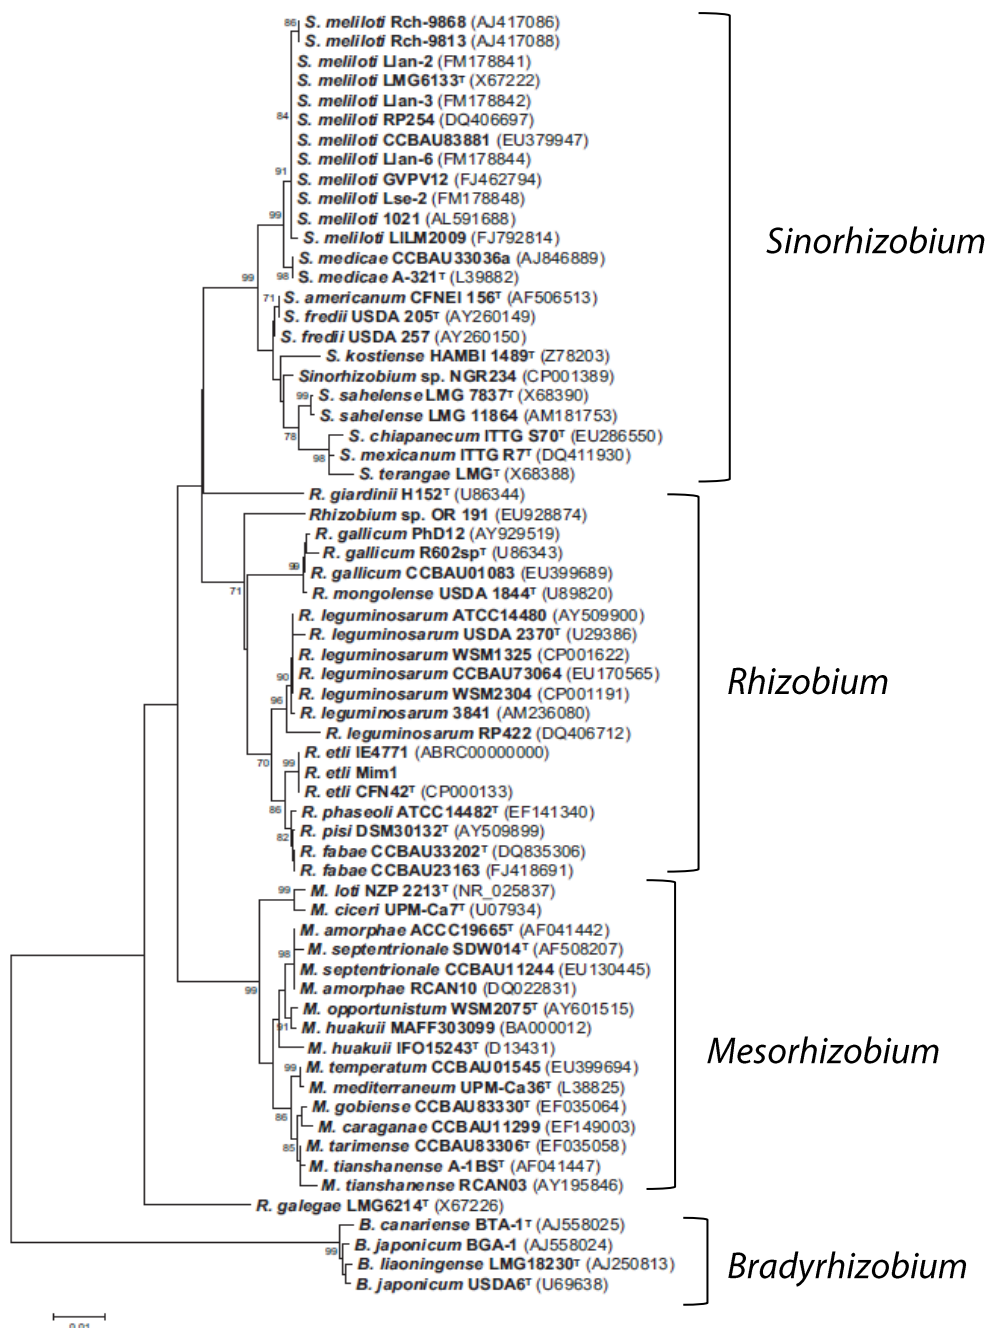 86
S. meliloti Rch-9868 (AJ417086)
S. meliloti Rch-9813 (AJ417088)
S. meliloti LJan-2 (FM178841)
S. meliloti LMG6133ᵀ (X67222)
S. meliloti LJan-3 (FM178842)
84
S. meliloti RP254 (DQ406697)
S. meliloti CCBAU83881 (EU379947)
S. meliloti LJan-6 (FM178844)
91
S. meliloti GVPV12 (FJ462794)
S. meliloti Lse-2 (FM178848)
99
S. meliloti 1021 (AL591688)
S. meliloti LILM2009 (FJ792814)
Sinorhizobium
S. medicae CCBAU33036a (AJ846889)
99
98
S. medicae A-321ᵀ (L39882)
71
S. americanum CFNEI 156ᵀ (AF506513)
S. fredii USDA 205ᵀ (AY260149)
S. fredii USDA 257 (AY260150)
S. kostiense HAMBI 1489ᵀ (Z78203)
Sinorhizobium sp. NGR234 (CP001389)
99
S. sahelense LMG 7837ᵀ (X68390)
S. sahelense LMG 11864 (AM181753)
78
S. chiapanecum ITTG S70ᵀ (EU286550)
98
S. mexicanum ITTG R7ᵀ (DQ411930)
S. terangae LMGᵀ (X68388)
R. giardinii H152ᵀ (U86344)
Rhizobium sp. OR 191 (EU928874)
R. gallicum PhD12 (AY929519)
R. gallicum R602spᵀ (U86343)
99
R. gallicum CCBAU01083 (EU399689)
71
R. mongolense USDA 1844ᵀ (U89820)
R. leguminosarum ATCC14480 (AY509900)
R. leguminosarum USDA 2370ᵀ (U29386)
R. leguminosarum WSM1325 (CP001622)
90
R. leguminosarum CCBAU73064 (EU170565)
Rhizobium
96
R. leguminosarum WSM2304 (CP001191)
R. leguminosarum 3841 (AM236080)
R. leguminosarum RP422 (DQ406712)
R. etli IE4771 (ABRC00000000)
70
99
R. etli Mim1
R. etli CFN42ᵀ (CP000133)
86
R. phaseoli ATCC14482ᵀ (EF141340)
82
R. pisi DSM30132ᵀ (AY509899)
R. fabae CCBAU33202ᵀ (DQ835306)
R. fabae CCBAU23163 (FJ418691)
99
M. loti NZP 2213ᵀ (NR_025837)
M. ciceri UPM-Ca7ᵀ (U07934)
M. amorphae ACCC19665ᵀ (AF041442)
98
M. septentrionale SDW014ᵀ (AF508207)
M. septentrionale CCBAU11244 (EU130445)
99
M. amorphae RCAN10 (DQ022831)
M. opportunistum WSM2075ᵀ (AY601515)
91
M. huakuii MAFF303099 (BA000012)
M. huakuii IFO15243ᵀ (D13431)
Mesorhizobium
99
M. temperatum CCBAU01545 (EU399694)
M. mediterraneum UPM-Ca36ᵀ (L38825)
M. gobiense CCBAU83330ᵀ (EF035064)
86
M. caraganae CCBAU11299 (EF149003)
85
M. tarimense CCBAU83306ᵀ (EF035058)
M. tianshanense A-1BSᵀ (AF041447)
M. tianshanense RCAN03 (AY195846)
R. galegae LMG6214ᵀ (X67226)
B. canariense BTA-1ᵀ (AJ558025)
99
B. japonicum BGA-1 (AJ558024)
B. liaoningense LMG18230ᵀ (AJ250813)
Bradyrhizobium
B. japonicum USDA6ᵀ (U69638)
0.01